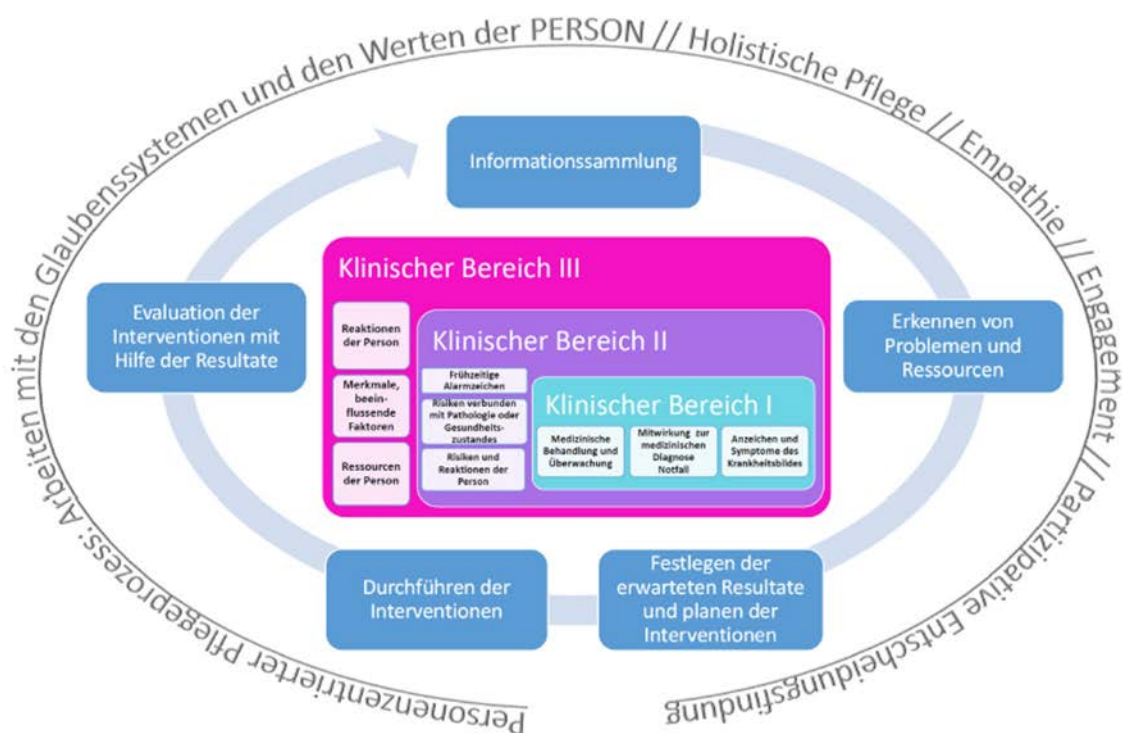 Personenzentrierter Pflegeprozess: Arbeiten mit den Glaubenssystemen und den Werten der PERSON // Holistische Pflege // Empathie // Engagement // Partizipative Entscheidungsfindung
Informationssammlung
Erkennen von
Problemen und
Ressourcen
Festlegen der
erwarteten Resultate
und planen der
Interventionen
Durchführen der
Interventionen
Evaluation der
Interventionen mit
Hilfe der Resultate
Klinischer Bereich III
Reaktionen
der Person
Merkmale,
beein-
flussende
Faktoren
Ressourcen
der Person
Klinischer Bereich II
Frühzeitige
Alarmzeichen
Risiken verbunden
mit Pathologie oder
Gesundheits-
zustandes
Risiken und
Reaktionen der
Person
Klinischer Bereich I
Medizinische
Behandlung und
Überwachung
Mitwirkung zur
medizinischen
Diagnose
Notfall
Anzeichen und
Symptome des
Krankheitsbildes